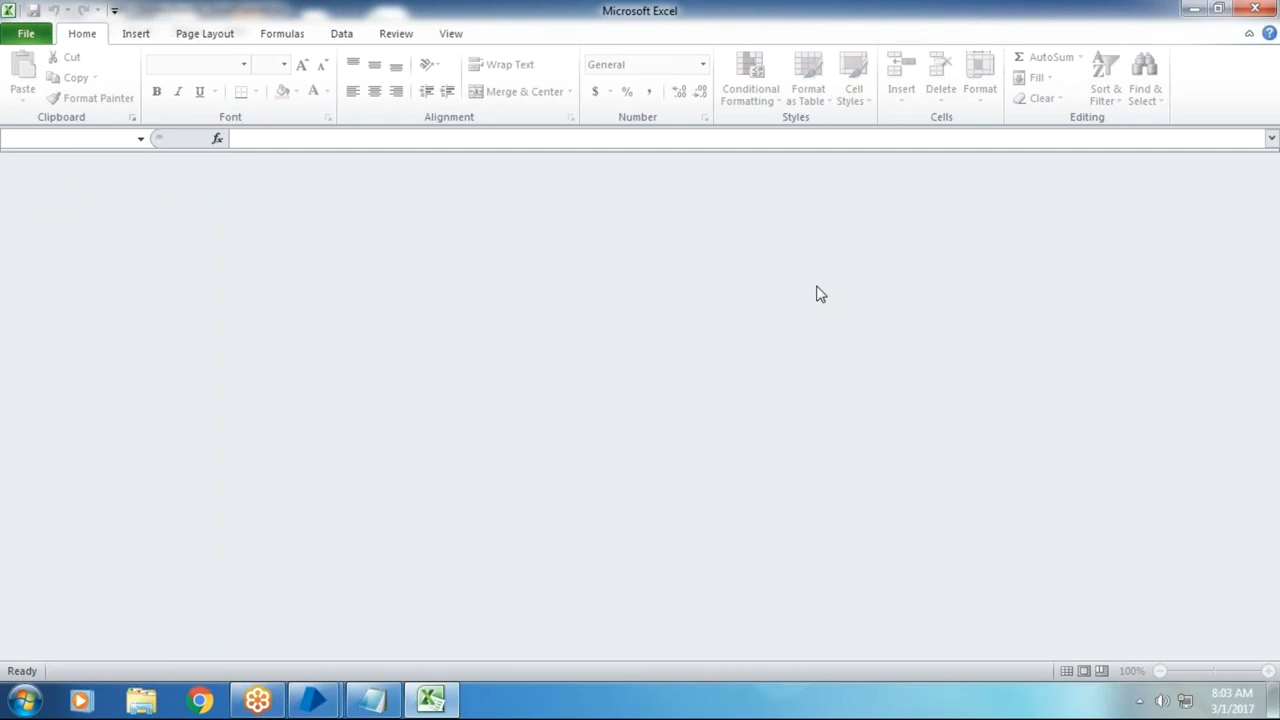 Microsoft Excel
File Home Insert Page Layout Formulas Data Review View
Paste Cut Copy Format Painter
General
Wrap Text
Merge & Center
Conditional Formatting
Format as Table
Cell Styles
Insert Delete Format
AutoSum
Fill
Clear
Sort & Filter
Find & Select
Clipboard Font Alignment Number Styles Cells Editing
fx
Ready 100%
8:03 AM
3/1/2017